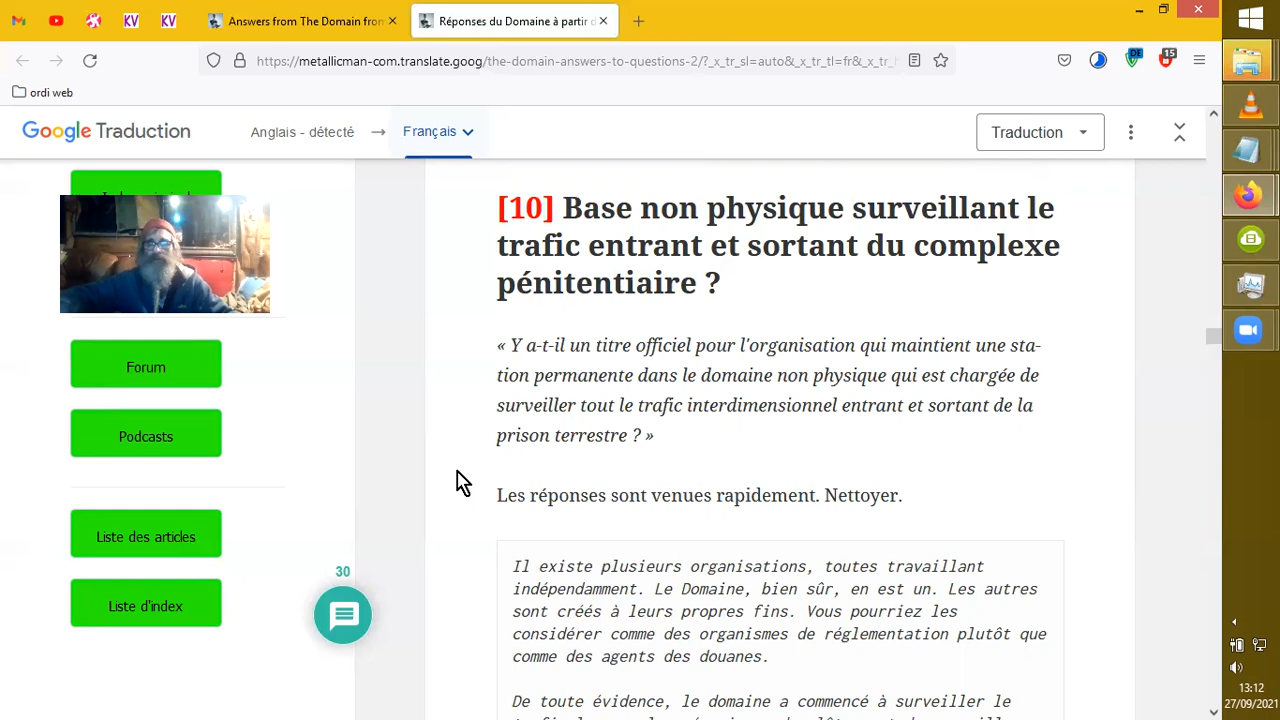 Answers from The Domain from
Réponses du Domaine à partir d
https://metallicman-com.translate.goog/the-domain-answers-to-questions-2/?_x_tr_sl=auto&_x_tr_tl=fr&_x_tr_h
DE
15
ordi web
Google Traduction
Anglais - détecté
Français
Traduction
[10] Base non physique surveillant le
trafic entrant et sortant du complexe
pénitentiaire ?
« Y a-t-il un titre officiel pour l'organisation qui maintient une sta-
tion permanente dans le domaine non physique qui est chargée de
surveiller tout le trafic interdimensionnel entrant et sortant de la
prison terrestre ? »
Les réponses sont venues rapidement. Nettoyer.
Il existe plusieurs organisations, toutes travaillant
indépendamment. Le Domaine, bien sûr, en est un. Les autres
sont créés à leurs propres fins. Vous pourriez les
considérer comme des organismes de réglementation plutôt que
comme des agents des douanes.
De toute évidence, le domaine a commencé à surveiller le
Forum
Podcasts
Liste des articles
Liste d'index
30
KV
KV
13:12
27/09/2021